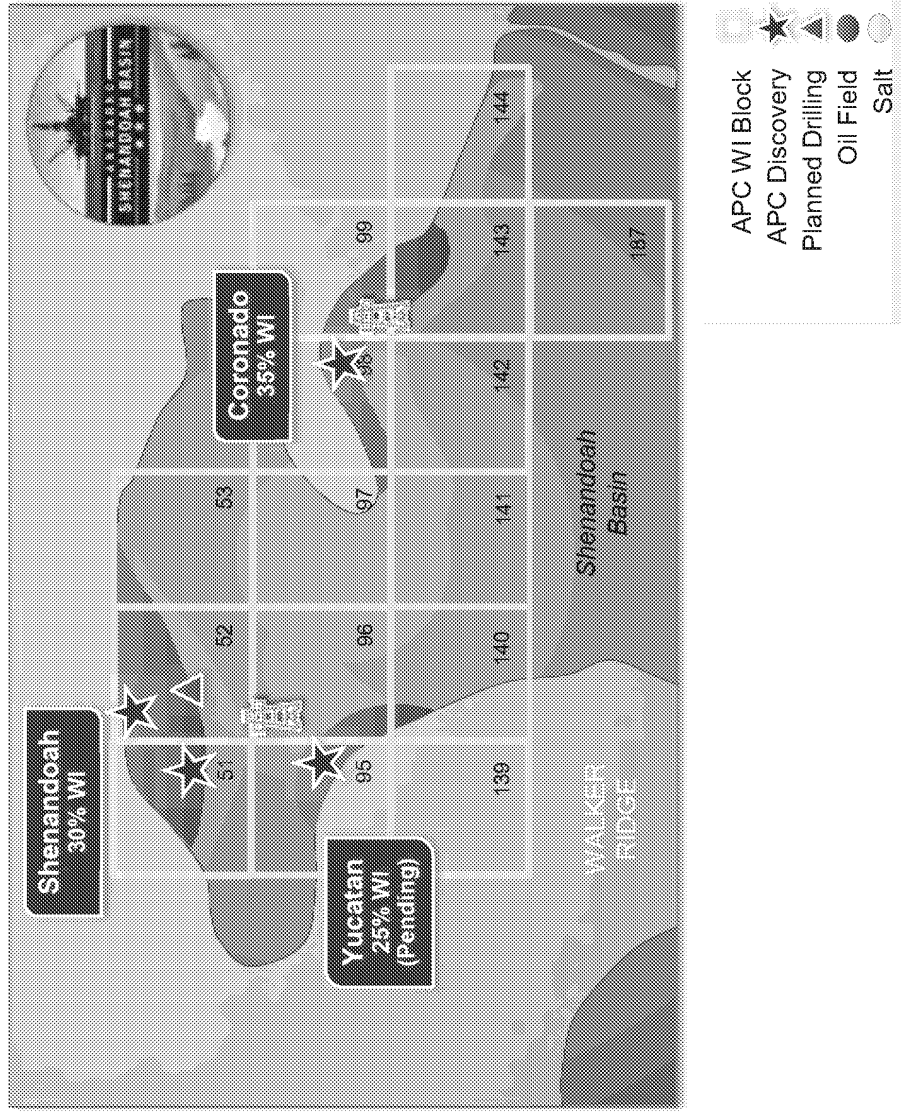 SHENANDOAH BASIN
Shenandoah
30% WI
Coronado
35% WI
Yucatan
25% WI
(Pending)
51
52
53
95
96
97
98
99
139
140
141
142
143
144
187
WALKER
RIDGE
Shenandoah
Basin
APC WI Block
APC Discovery
Planned Drilling
Oil Field
Salt